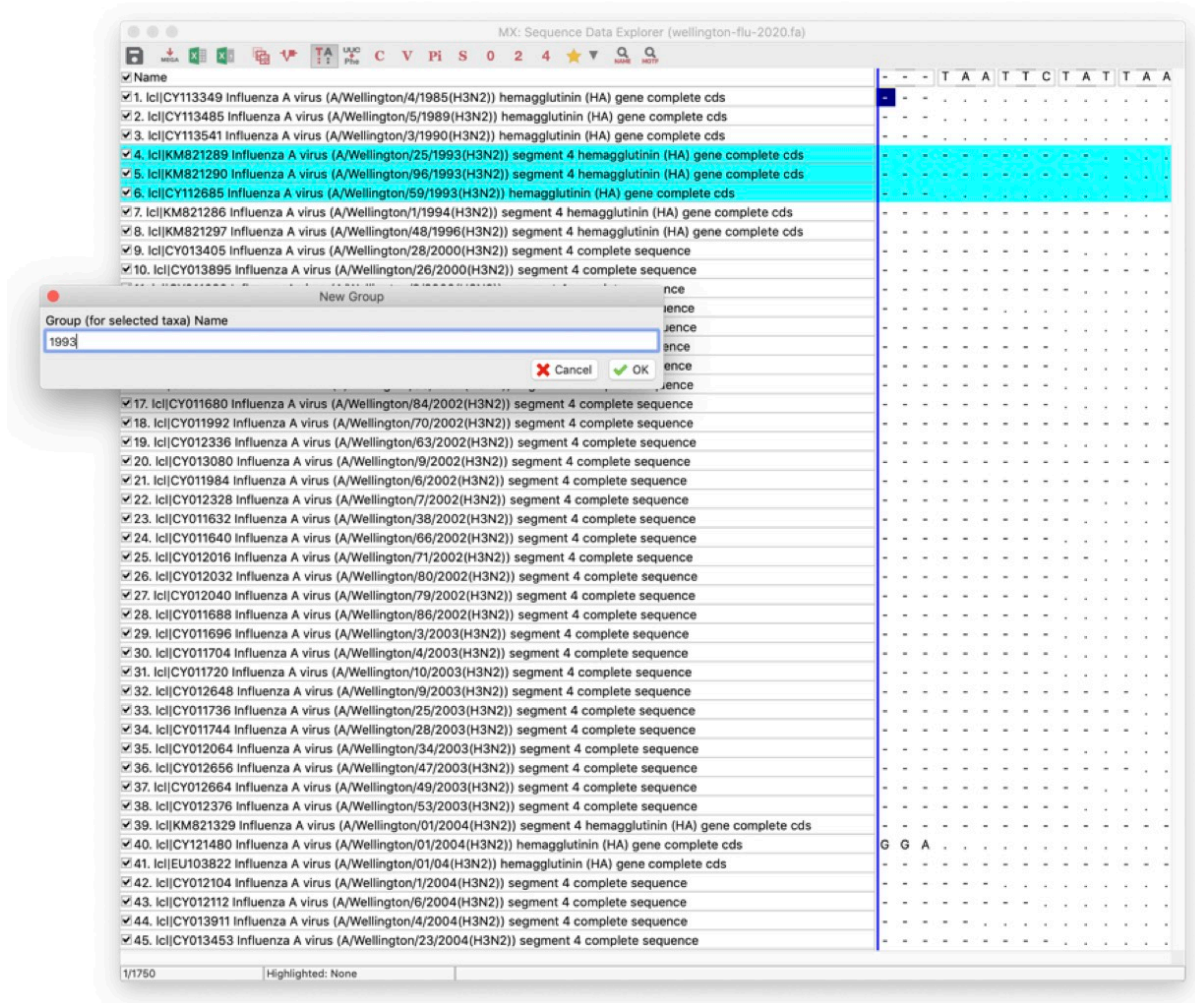 MX: Sequence Data Explorer (wellington-flu-2020.fa)
MEGA TA UUC Phe C V Pi S 0 2 4 NAME MOTIF
Name - - - T A A T T C T A T T A A
1. lcl|CY113349 Influenza A virus (A/Wellington/4/1985(H3N2)) hemagglutinin (HA) gene complete cds
2. lcl|CY113485 Influenza A virus (A/Wellington/5/1989(H3N2)) hemagglutinin (HA) gene complete cds
3. lcl|CY113541 Influenza A virus (A/Wellington/3/1990(H3N2)) hemagglutinin (HA) gene complete cds
4. lcl|KM821289 Influenza A virus (A/Wellington/25/1993(H3N2)) segment 4 hemagglutinin (HA) gene complete cds
5. lcl|KM821290 Influenza A virus (A/Wellington/96/1993(H3N2)) segment 4 hemagglutinin (HA) gene complete cds
6. lcl|CY112685 Influenza A virus (A/Wellington/59/1993(H3N2)) hemagglutinin (HA) gene complete cds
7. lcl|KM821286 Influenza A virus (A/Wellington/1/1994(H3N2)) segment 4 hemagglutinin (HA) gene complete cds
8. lcl|KM821297 Influenza A virus (A/Wellington/48/1996(H3N2)) segment 4 hemagglutinin (HA) gene complete cds
9. lcl|CY013405 Influenza A virus (A/Wellington/28/2000(H3N2)) segment 4 complete sequence
10. lcl|CY013895 Influenza A virus (A/Wellington/26/2000(H3N2)) segment 4 complete sequence
New Group
Group (for selected taxa) Name
1993
Cancel OK
17. lcl|CY011680 Influenza A virus (A/Wellington/84/2002(H3N2)) segment 4 complete sequence
18. lcl|CY011992 Influenza A virus (A/Wellington/70/2002(H3N2)) segment 4 complete sequence
19. lcl|CY012336 Influenza A virus (A/Wellington/63/2002(H3N2)) segment 4 complete sequence
20. lcl|CY013080 Influenza A virus (A/Wellington/9/2002(H3N2)) segment 4 complete sequence
21. lcl|CY011984 Influenza A virus (A/Wellington/6/2002(H3N2)) segment 4 complete sequence
22. lcl|CY012328 Influenza A virus (A/Wellington/7/2002(H3N2)) segment 4 complete sequence
23. lcl|CY011632 Influenza A virus (A/Wellington/38/2002(H3N2)) segment 4 complete sequence
24. lcl|CY011640 Influenza A virus (A/Wellington/66/2002(H3N2)) segment 4 complete sequence
25. lcl|CY012016 Influenza A virus (A/Wellington/71/2002(H3N2)) segment 4 complete sequence
26. lcl|CY012032 Influenza A virus (A/Wellington/80/2002(H3N2)) segment 4 complete sequence
27. lcl|CY012040 Influenza A virus (A/Wellington/79/2002(H3N2)) segment 4 complete sequence
28. lcl|CY011688 Influenza A virus (A/Wellington/86/2002(H3N2)) segment 4 complete sequence
29. lcl|CY011696 Influenza A virus (A/Wellington/3/2003(H3N2)) segment 4 complete sequence
30. lcl|CY011704 Influenza A virus (A/Wellington/4/2003(H3N2)) segment 4 complete sequence
31. lcl|CY011720 Influenza A virus (A/Wellington/10/2003(H3N2)) segment 4 complete sequence
32. lcl|CY012648 Influenza A virus (A/Wellington/9/2003(H3N2)) segment 4 complete sequence
33. lcl|CY011736 Influenza A virus (A/Wellington/25/2003(H3N2)) segment 4 complete sequence
34. lcl|CY011744 Influenza A virus (A/Wellington/28/2003(H3N2)) segment 4 complete sequence
35. lcl|CY012064 Influenza A virus (A/Wellington/34/2003(H3N2)) segment 4 complete sequence
36. lcl|CY012656 Influenza A virus (A/Wellington/47/2003(H3N2)) segment 4 complete sequence
37. lcl|CY012664 Influenza A virus (A/Wellington/49/2003(H3N2)) segment 4 complete sequence
38. lcl|CY012376 Influenza A virus (A/Wellington/53/2003(H3N2)) segment 4 complete sequence
39. lcl|KM821329 Influenza A virus (A/Wellington/01/2004(H3N2)) segment 4 hemagglutinin (HA) gene complete cds
40. lcl|CY121480 Influenza A virus (A/Wellington/01/2004(H3N2)) hemagglutinin (HA) gene complete cds G G A
41. lcl|EU103822 Influenza A virus (A/Wellington/01/04(H3N2)) hemagglutinin (HA) gene complete cds
42. lcl|CY012104 Influenza A virus (A/Wellington/1/2004(H3N2)) segment 4 complete sequence
43. lcl|CY012112 Influenza A virus (A/Wellington/6/2004(H3N2)) segment 4 complete sequence
44. lcl|CY013911 Influenza A virus (A/Wellington/4/2004(H3N2)) segment 4 complete sequence
45. lcl|CY013453 Influenza A virus (A/Wellington/23/2004(H3N2)) segment 4 complete sequence
1/1750 Highlighted: None